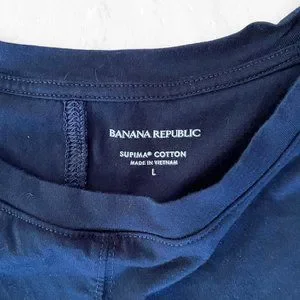 BANANA REPUBLIC
SUPIMA® COTTON
MADE IN VIETNAM
L